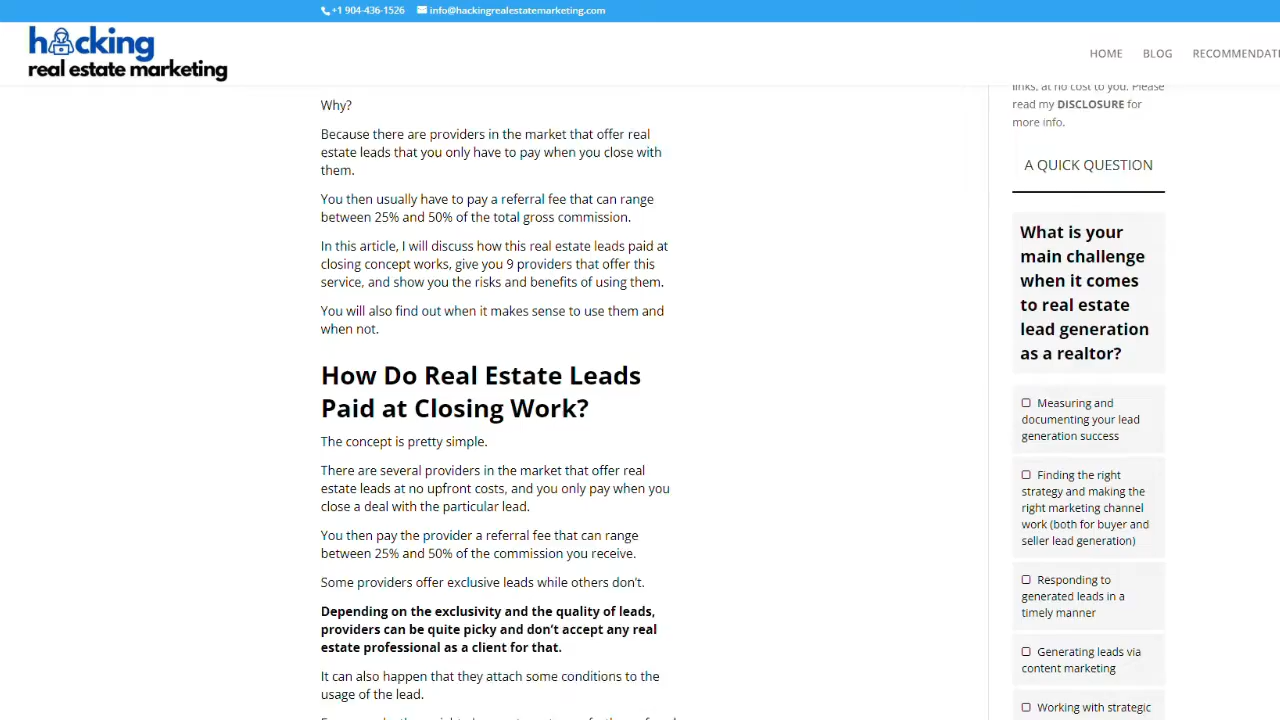 +1 904-436-1526 info@hackingrealestatemarketing.com
hacking
real estate marketing
HOME BLOG
Why?
Because there are providers in the market that offer real
estate leads that you only have to pay when you close with
them.
You then usually have to pay a referral fee that can range
between 25% and 50% of the total gross commission.
In this article, I will discuss how this real estate leads paid at
closing concept works, give you 9 providers that offer this
service, and show you the risks and benefits of using them.
You will also find out when it makes sense to use them and
when not.
How Do Real Estate Leads
Paid at Closing Work?
The concept is pretty simple.
There are several providers in the market that offer real
estate leads at no upfront costs, and you only pay when you
close a deal with the particular lead.
You then pay the provider a referral fee that can range
between 25% and 50% of the commission you receive.
Some providers offer exclusive leads while others don't.
Depending on the exclusivity and the quality of leads,
providers can be quite picky and don't accept any real
estate professional as a client for that.
It can also happen that they attach some conditions to the
usage of the lead.
links, at no cost to you. Please
read my DISCLOSURE for
more info.
A QUICK QUESTION
What is your
main challenge
when it comes
to real estate
lead generation
as a realtor?
Measuring and
documenting your lead
generation success
Finding the right
strategy and making the
right marketing channel
work (both for buyer and
seller lead generation)
Responding to
generated leads in a
timely manner
Generating leads via
content marketing
Working with strategic